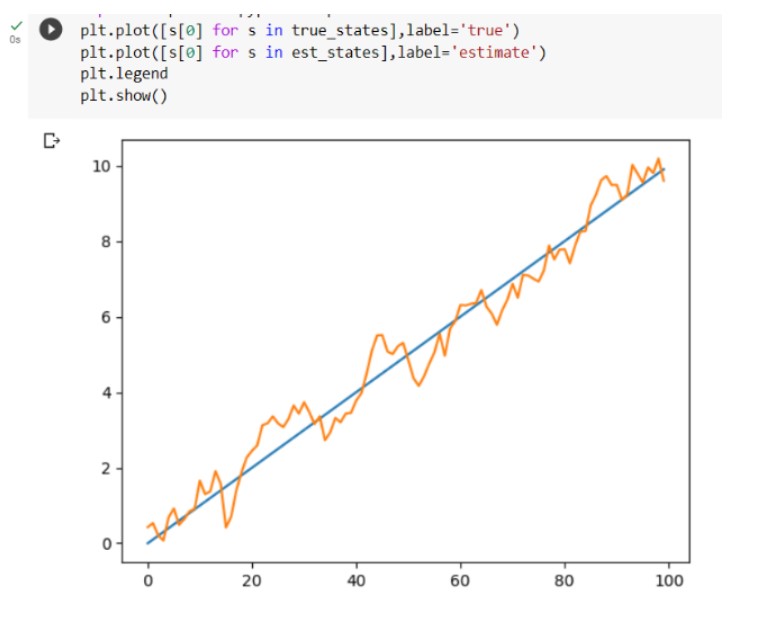 plt.plot([s[0] for s in true_states],label='true')
0s
plt.plot([s[0] for s in est_states],label='estimate')
plt.legend
plt.show()
10
8
6
4
2
0
0 20 40 60 80 100